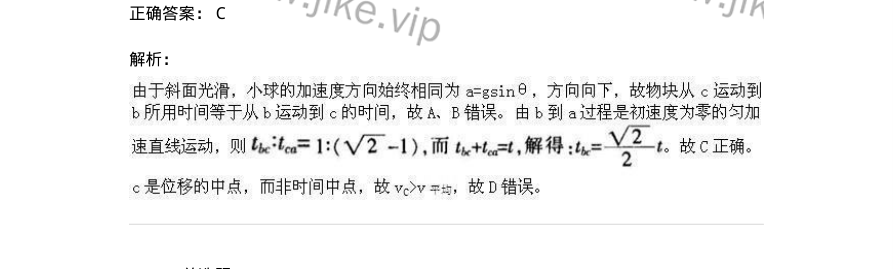 .jike.vip
正确答案： C
解析：
由于斜面光滑，小球的加速度方向始终相同为 a=gsinθ，方向向下，故物块从 c 运动到
b 所用时间等于从 b 运动到 c 的时间，故 A、B 错误。由 b 到 a 过程是初速度为零的匀加
速直线运动，则 t_bc:t_ca=1:(√2-1)，而 t_bc+t_ca=t，解得:t_bc=√2/2 t。故 C 正确。
c 是位移的中点，而非时间中点，故 v_C>v 平均，故 D 错误。